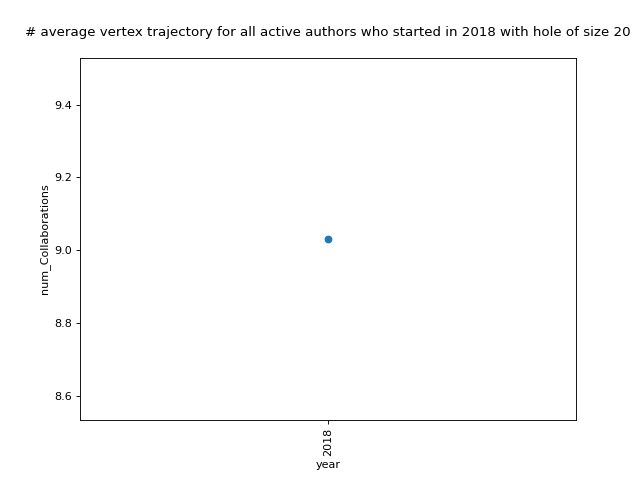 # average vertex trajectory for all active authors who started in 2018 with hole of size 20
9.4
9.2
9.0
8.8
8.6
num_Collaborations
2018
year